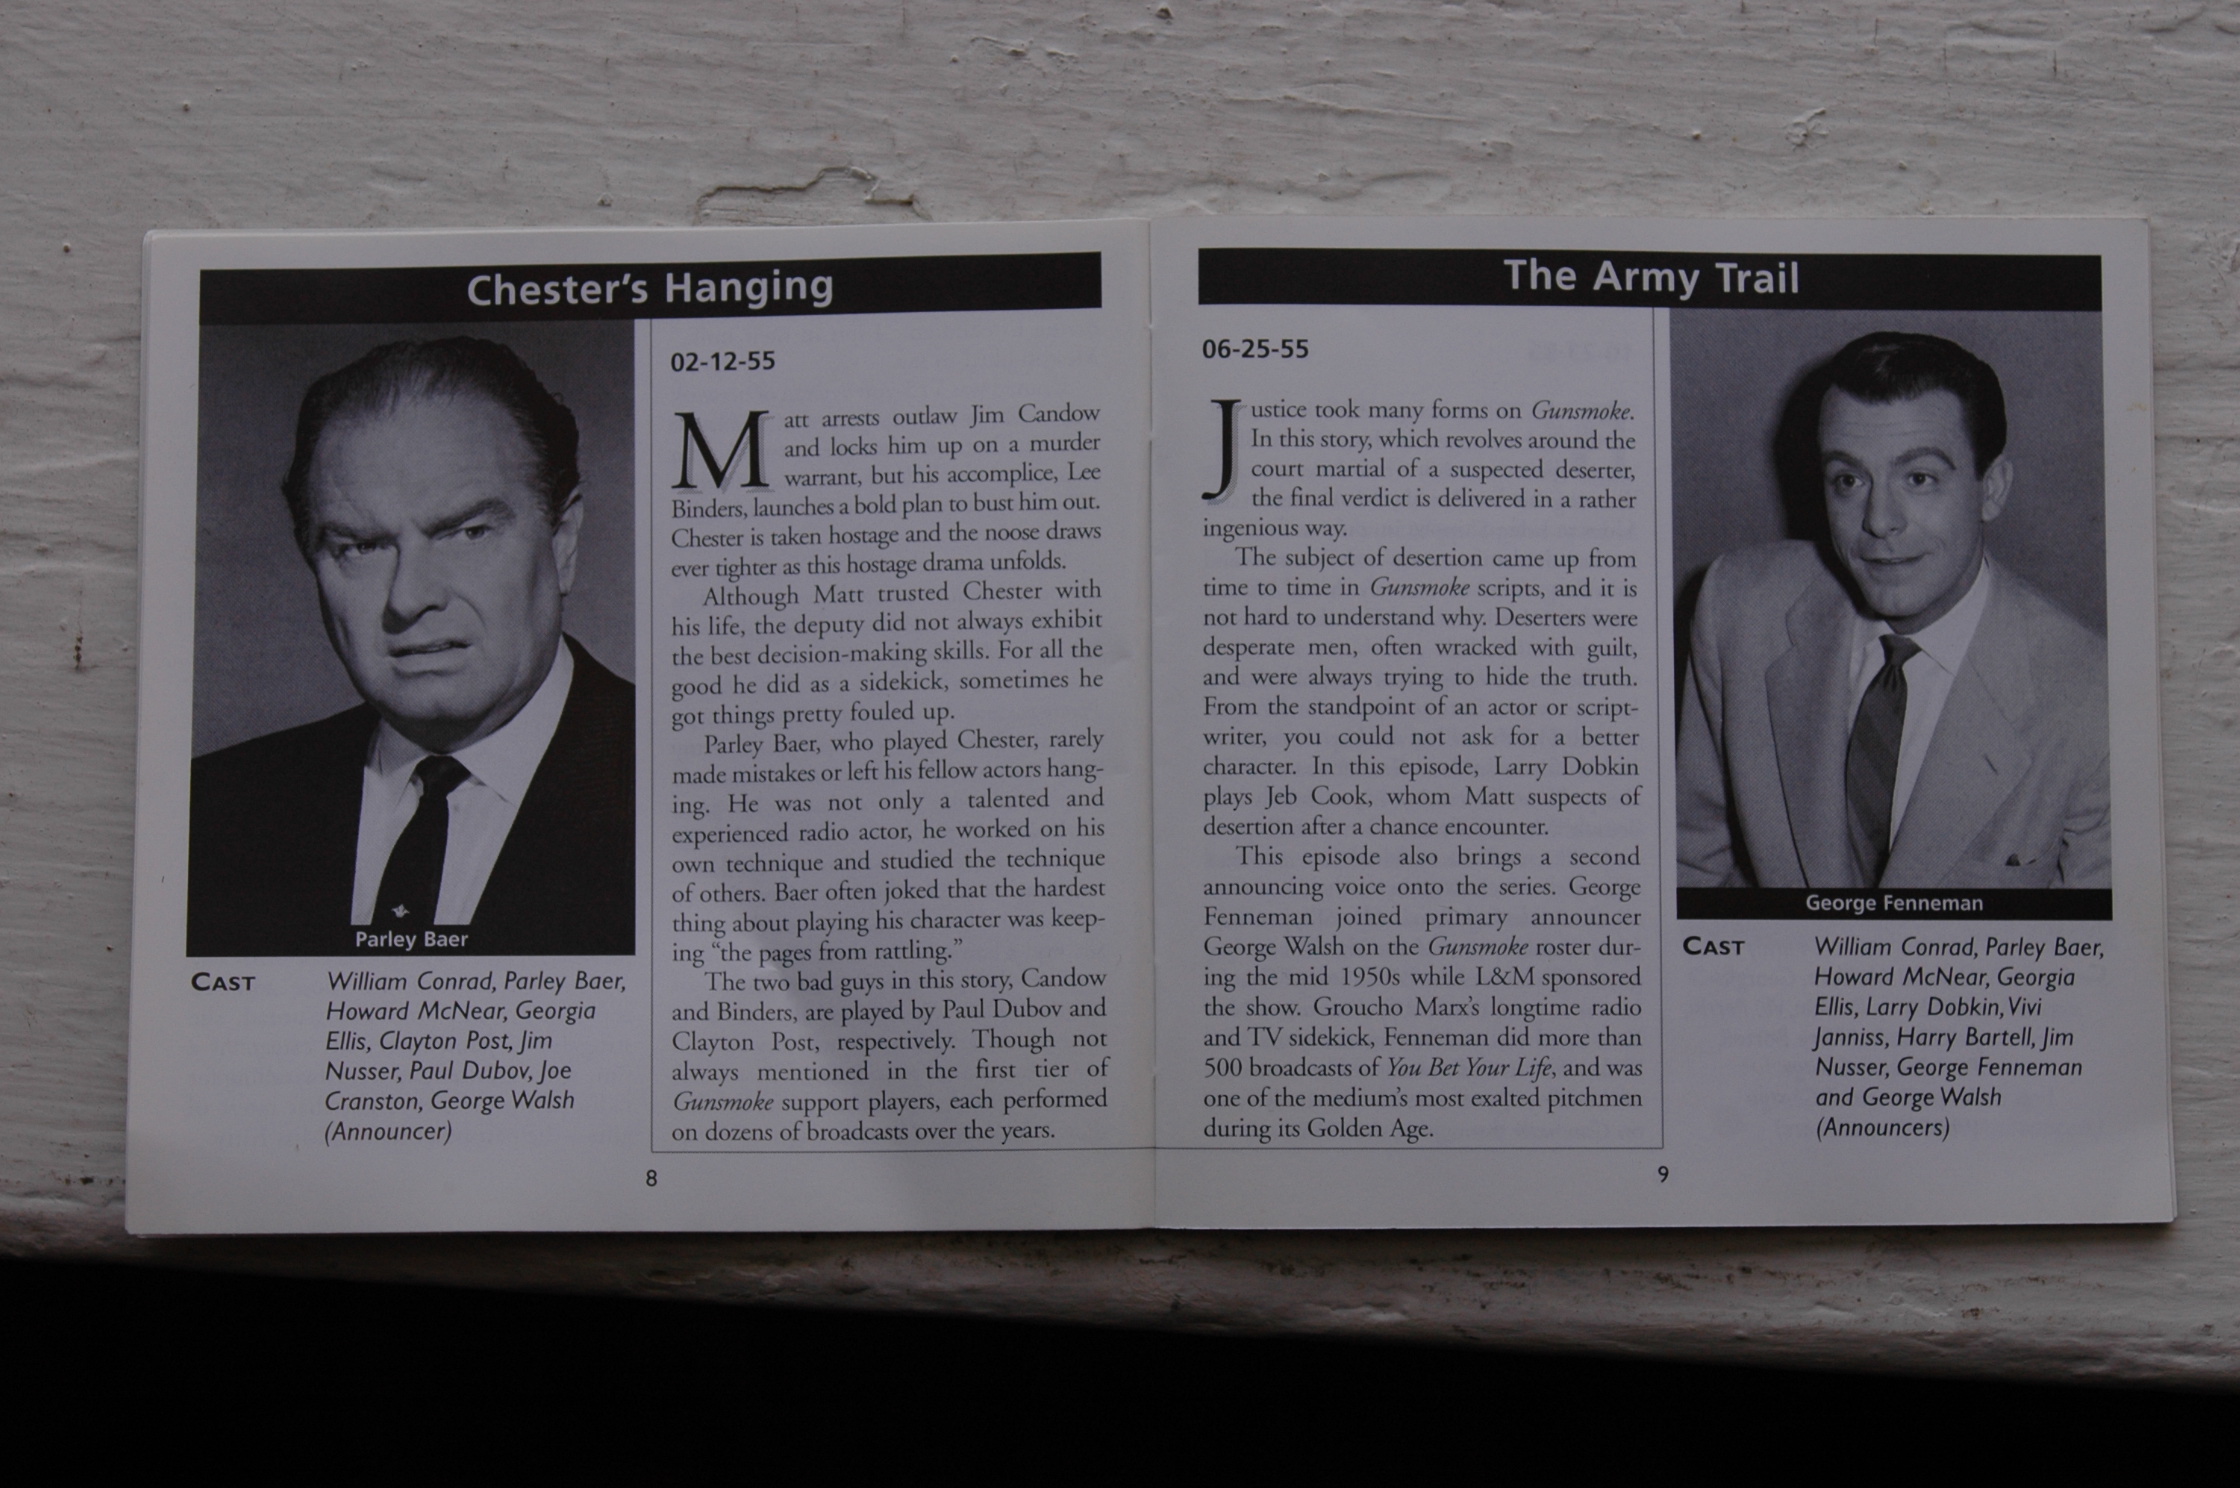 Chester's Hanging
Parley Baer
CAST
William Conrad, Parley Baer,
Howard McNear, Georgia
Ellis, Clayton Post, Jim
Nusser, Paul Dubov, Joe
Cranston, George Walsh
(Announcer)
02-12-55
Matt arrests outlaw Jim Candow
and locks him up on a murder
warrant, but his accomplice, Lee
Binders, launches a bold plan to bust him out.
Chester is taken hostage and the noose draws
ever tighter as this hostage drama unfolds.
Although Matt trusted Chester with
his life, the deputy did not always exhibit
the best decision-making skills. For all the
good he did as a sidekick, sometimes he
got things pretty fouled up.
Parley Baer, who played Chester, rarely
made mistakes or left his fellow actors hang-
ing. He was not only a talented and
experienced radio actor, he worked on his
own technique and studied the technique
of others. Baer often joked that the hardest
thing about playing his character was keep-
ing “the pages from rattling.”
The two bad guys in this story, Candow
and Binders, are played by Paul Dubov and
Clayton Post, respectively. Though not
always mentioned in the first tier of
Gunsmoke support players, each performed
on dozens of broadcasts over the years.
8
The Army Trail
06-25-55
Justice took many forms on Gunsmoke.
In this story, which revolves around the
court martial of a suspected deserter,
the final verdict is delivered in a rather
ingenious way.
The subject of desertion came up from
time to time in Gunsmoke scripts, and it is
not hard to understand why. Deserters were
desperate men, often wracked with guilt,
and were always trying to hide the truth.
From the standpoint of an actor or script-
writer, you could not ask for a better
character. In this episode, Larry Dobkin
plays Jeb Cook, whom Matt suspects of
desertion after a chance encounter.
This episode also brings a second
announcing voice onto the series. George
Fenneman joined primary announcer
George Walsh on the Gunsmoke roster dur-
ing the mid 1950s while L&M sponsored
the show. Groucho Marx's longtime radio
and TV sidekick, Fenneman did more than
500 broadcasts of You Bet Your Life, and was
one of the medium's most exalted pitchmen
during its Golden Age.
George Fenneman
CAST
William Conrad, Parley Baer,
Howard McNear, Georgia
Ellis, Larry Dobkin, Vivi
Janniss, Harry Bartell, Jim
Nusser, George Fenneman
and George Walsh
(Announcers)
9